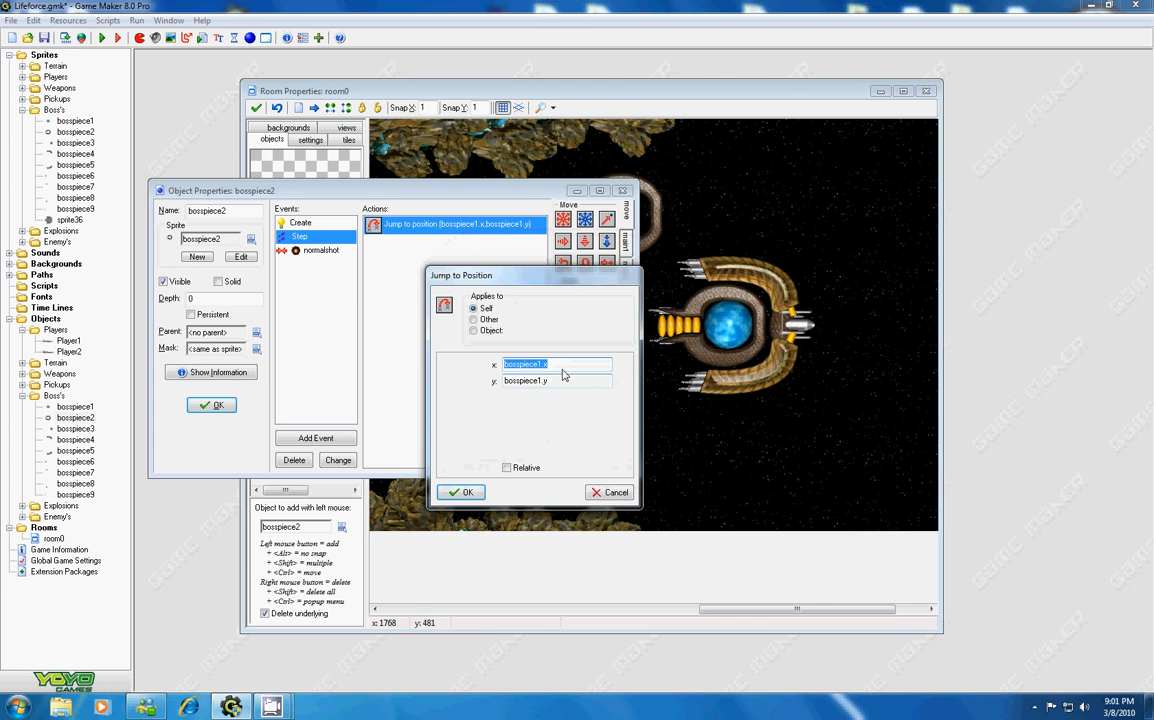 Lifeforce.gmk* - Game Maker 8.0 Pro
File Edit Resources Scripts Run Window Help
Sprites
Terrain
Players
Weapons
Pickups
Boss's
bosspiece1
bosspiece2
bosspiece3
bosspiece4
bosspiece5
bosspiece6
bosspiece7
bosspiece8
bosspiece9
sprite36
Explosions
Enemy's
Sounds
Backgrounds
Paths
Scripts
Fonts
Time Lines
Objects
Players
Player1
Player2
Terrain
Weapons
Pickups
Boss's
bosspiece1
bosspiece2
bosspiece3
bosspiece4
bosspiece5
bosspiece6
bosspiece7
bosspiece8
bosspiece9
Explosions
Enemy's
Rooms
room0
Game Information
Global Game Settings
Extension Packages
YOYO
GAMES
Room Properties: room0
Snap X: 1 Snap Y: 1
backgrounds views
objects settings tiles
Object Properties: bosspiece2
Name: bosspiece2
Sprite
bosspiece2
New Edit
Visible Solid
Depth: 0
Persistent
Parent: <no parent>
Mask: <same as sprite>
Show Information
OK
Events:
Create
Step
normalshot
Add Event
Delete Change
Actions:
Jump to position (bosspiece1.x,bosspiece1.y)
Move
move
main1
Jump to Position
Applies to
Self
Other
Object:
x: bosspiece1.x
y: bosspiece1.y
Relative
OK Cancel
Object to add with left mouse:
bosspiece2
Left mouse button = add
+ <Alt> = no snap
+ <Shift> = multiple
+ <Ctrl> = move
Right mouse button = delete
+ <Shift> = delete all
+ <Ctrl> = popup menu
Delete underlying
x: 1768 y: 481
9:01 PM
3/8/2010